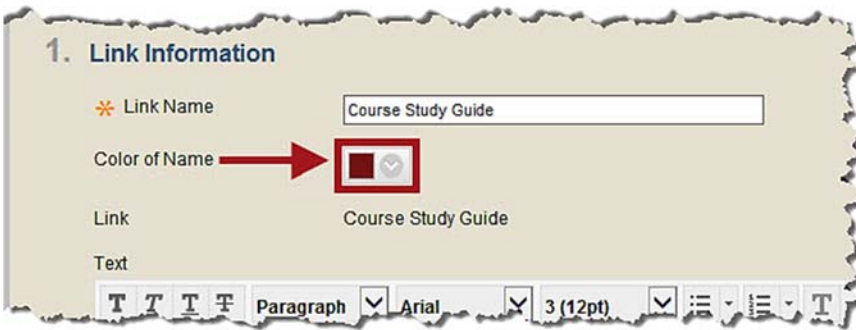 1. Link Information
Link Name Course Study Guide
Color of Name
Link Course Study Guide
Text
T T T T Paragraph Arial 3 (12pt) T